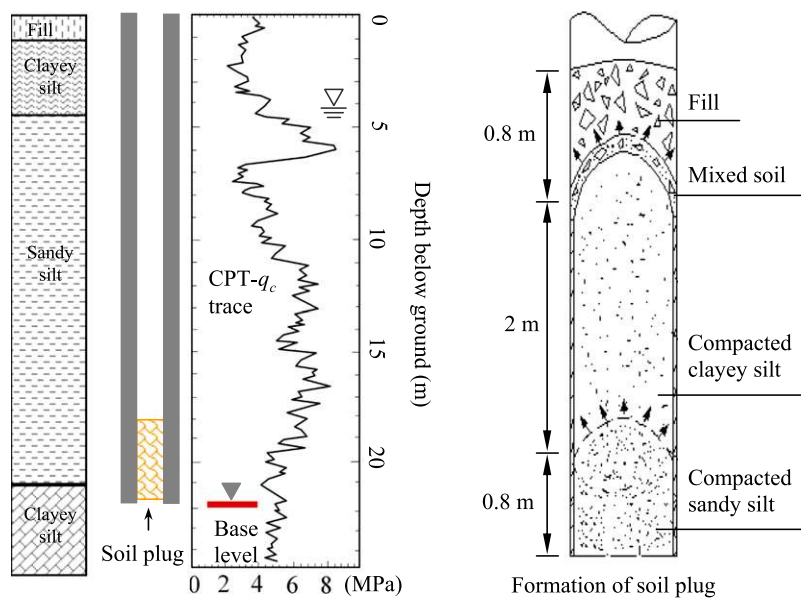 Fill
Clayey
silt
Sandy
silt
Clayey
silt
Soil plug
CPT-qc
trace
Base
level
0
5
10
15
20
Depth below ground (m)
0 2 4 6 8 (MPa)
0.8 m
2 m
0.8 m
Fill
Mixed soil
Compacted
clayey silt
Compacted
sandy silt
Formation of soil plug